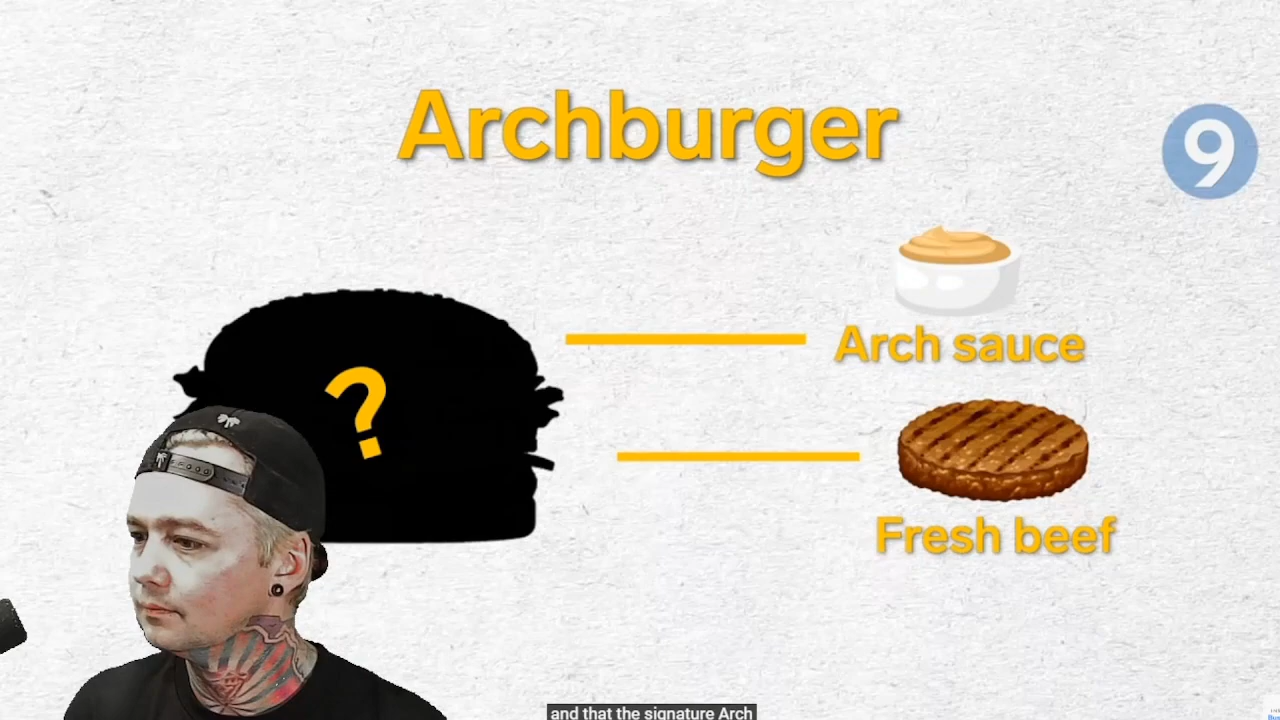 Archburger
9
Arch sauce
?
Fresh beef
and that the signature Arch